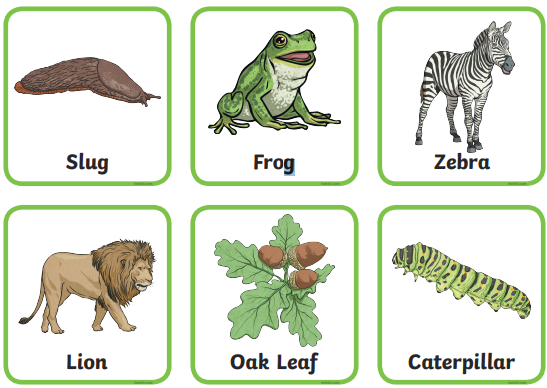 Slug
Frog
Zebra
Lion
Oak Leaf
Caterpillar